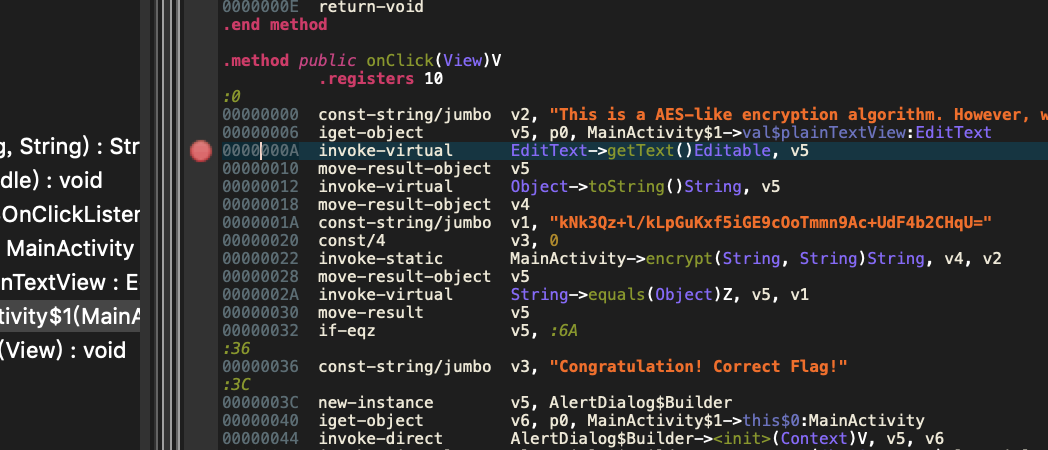 g, String) : Str
dle) : void
OnClickListen
MainActivity
nTextView : E
tivity$1(MainA
(View) : void
0000000E return-void
.end method
.method public onClick(View)V
.registers 10
:0
00000000 const-string/jumbo v2, "This is a AES-like encryption algorithm. However, w
00000006 iget-object v5, p0, MainActivity$1->val$plainTextView:EditText
0000000A invoke-virtual EditText->getText()Editable, v5
00000010 move-result-object v5
00000012 invoke-virtual Object->toString()String, v5
00000018 move-result-object v4
0000001A const-string/jumbo v1, "kNk3Qz+l/kLpGuKxf5iGE9cOoTmmn9Ac+UdF4b2CHqU="
00000020 const/4 v3, 0
00000022 invoke-static MainActivity->encrypt(String, String)String, v4, v2
00000028 move-result-object v5
0000002A invoke-virtual String->equals(Object)Z, v5, v1
00000030 move-result v5
00000032 if-eqz v5, :6A
:36
00000036 const-string/jumbo v3, "Congratulation! Correct Flag!"
:3C
0000003C new-instance v5, AlertDialog$Builder
00000040 iget-object v6, p0, MainActivity$1->this$0:MainActivity
00000044 invoke-direct AlertDialog$Builder-><init>(Context)V, v5, v6